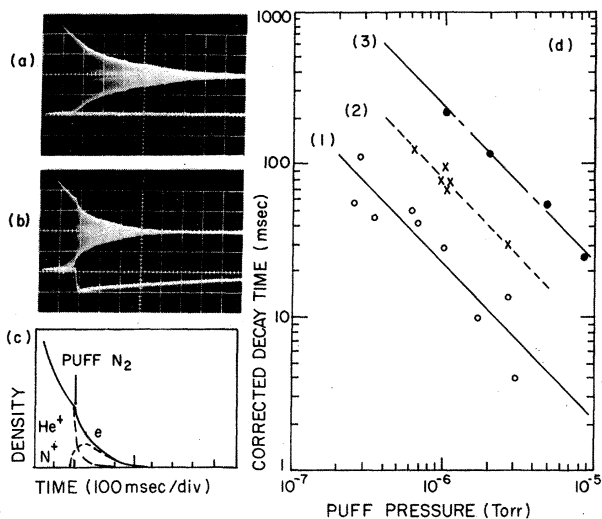 (a)
(b)
(c)
PUFF N₂
He⁺
e
N⁺
DENSITY
TIME (100 msec/div)
1000
(3)
(d)
(2)
(1)
100
10
1
CORRECTED DECAY TIME (msec)
10⁻⁷
10⁻⁶
10⁻⁵
PUFF PRESSURE (Torr)